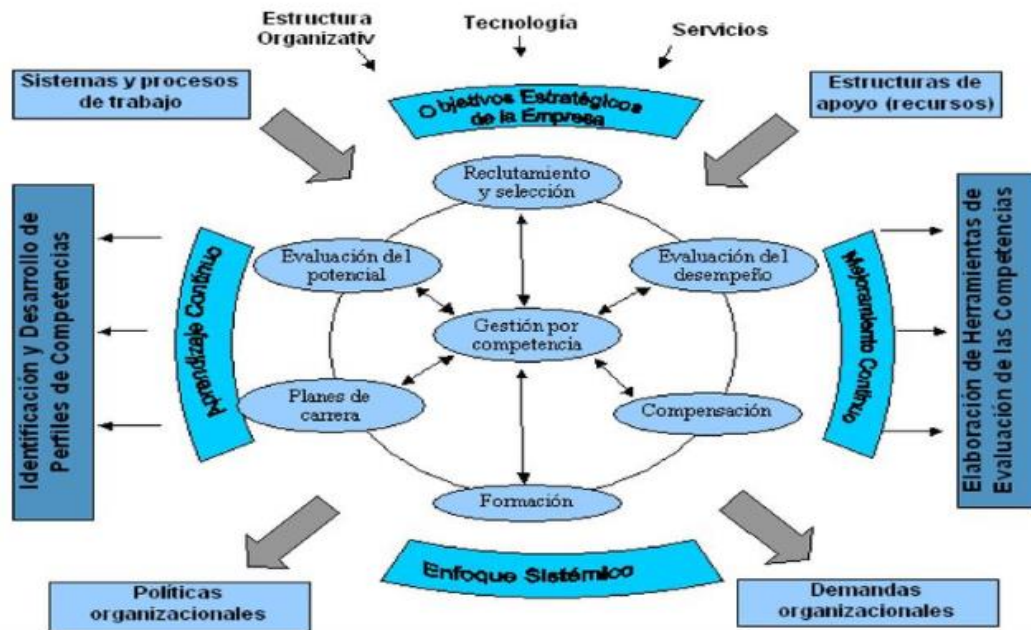 Estructura
Organizativ
Tecnología
Servicios
Sistemas y procesos
de trabajo
Estructuras de
apoyo (recursos)
Objetivos Estratégicos
de la Empresa
Reclutamiento
y selección
Identificación y Desarrollo de
Perfiles de Competencias
Aprendizaje Continuo
Evaluación del
potencial
Evaluación del
desempeño
Mejoramiento Continuo
Elaboración de Herramientas de
Evaluación de las Competencias
Gestión por
competencia
Planes de
carrera
Compensación
Formación
Enfoque Sistémico
Políticas
organizacionales
Demandas
organizacionales